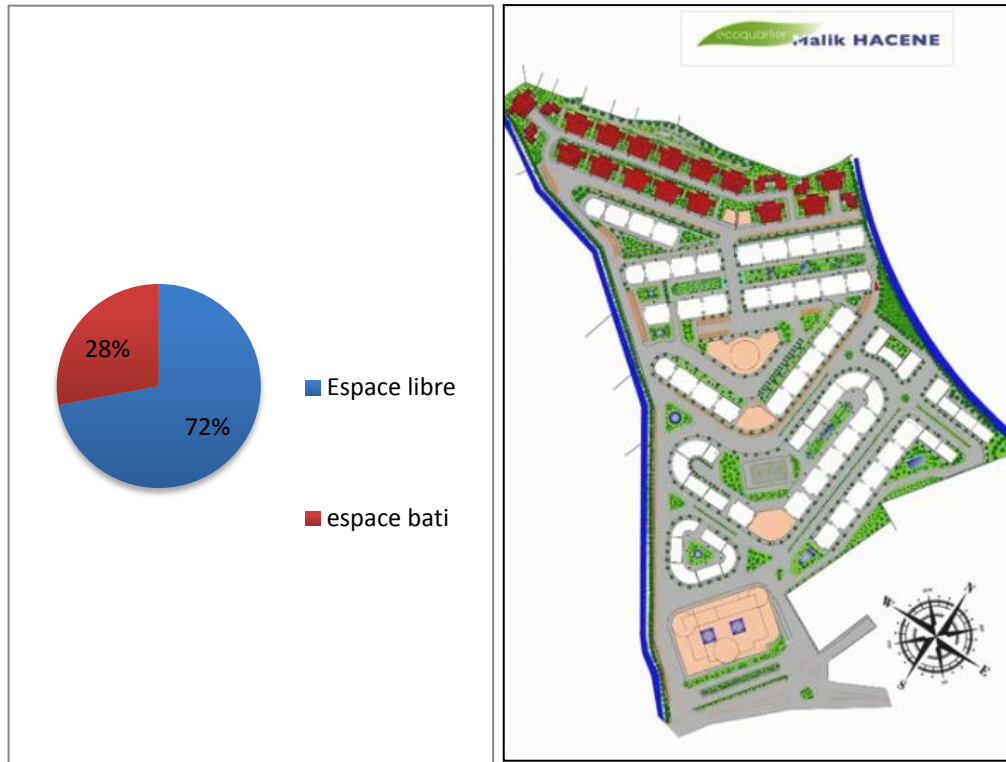 28%
72%
Espace libre
espace bati
ecoquartier
Malik HACENE
N
W
E
S